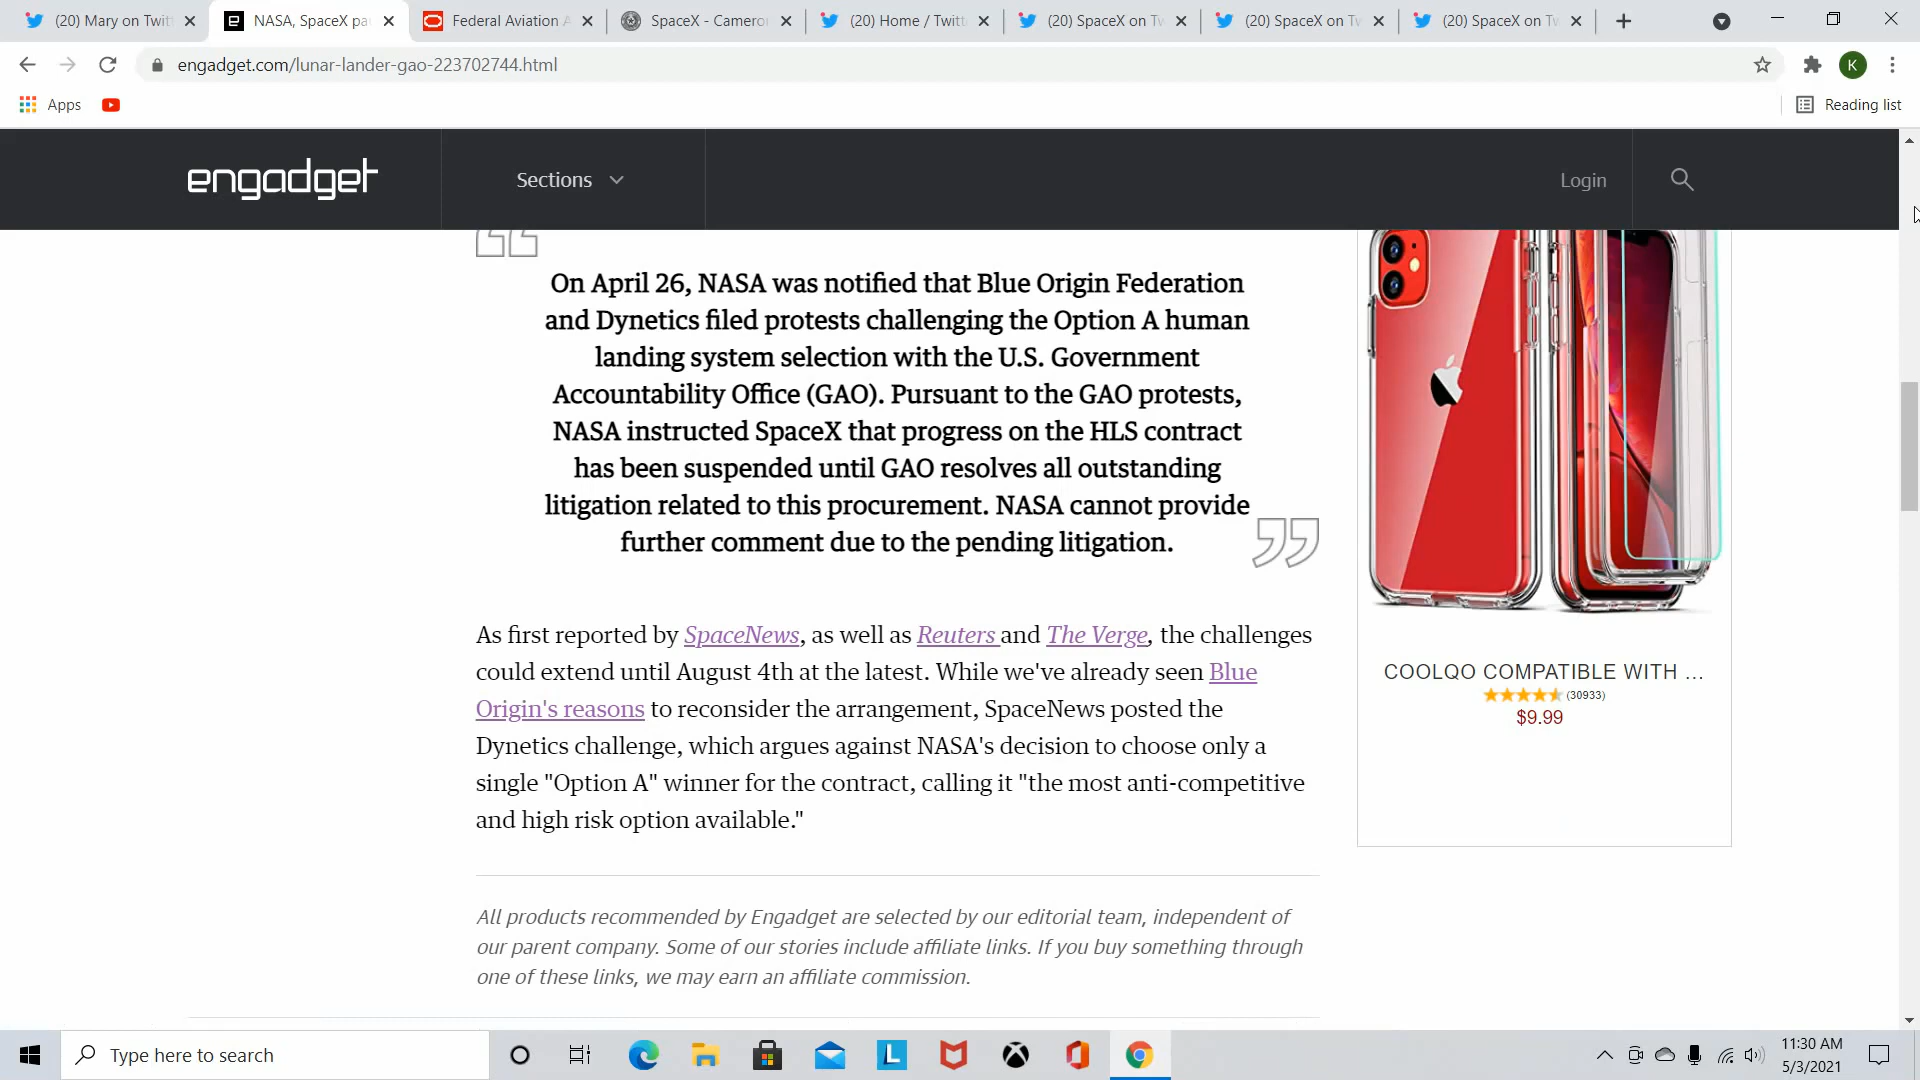 (20) Mary on Twit
NASA, SpaceX pa
Federal Aviation A
SpaceX - Camero
(20) Home / Twitt
(20) SpaceX on Tw
(20) SpaceX on Tw
(20) SpaceX on Tw
engadget.com/lunar-lander-gao-223702744.html
K
Apps
Reading list
engadget
Sections
Login
On April 26, NASA was notified that Blue Origin Federation
and Dynetics filed protests challenging the Option A human
landing system selection with the U.S. Government
Accountability Office (GAO). Pursuant to the GAO protests,
NASA instructed SpaceX that progress on the HLS contract
has been suspended until GAO resolves all outstanding
litigation related to this procurement. NASA cannot provide
further comment due to the pending litigation.
As first reported by SpaceNews, as well as Reuters and The Verge, the challenges
could extend until August 4th at the latest. While we've already seen Blue
Origin's reasons to reconsider the arrangement, SpaceNews posted the
Dynetics challenge, which argues against NASA's decision to choose only a
single "Option A" winner for the contract, calling it "the most anti-competitive
and high risk option available."
COOLQO COMPATIBLE WITH ...
(30933)
$9.99
All products recommended by Engadget are selected by our editorial team, independent of
our parent company. Some of our stories include affiliate links. If you buy something through
one of these links, we may earn an affiliate commission.
Type here to search
L
11:30 AM
5/3/2021